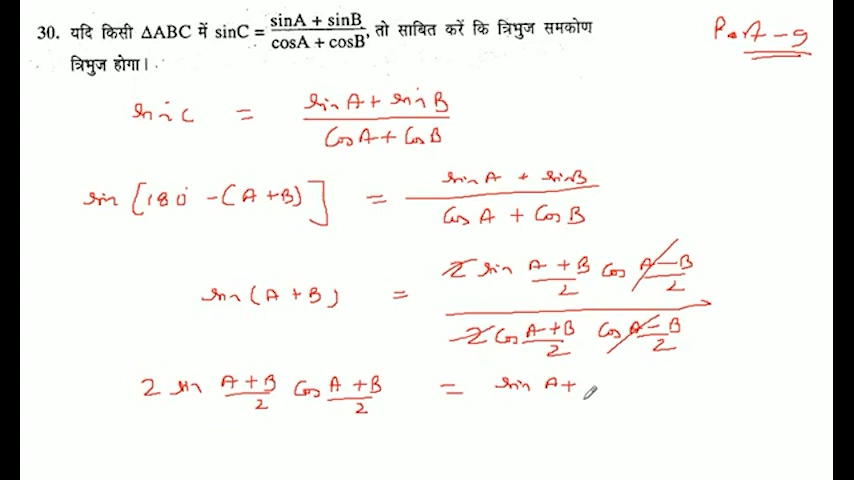 30. यदि किसी ΔABC में sinC = (sinA + sinB)/(cosA + cosB), तो साबित करें कि त्रिभुज समकोण
त्रिभुज होगा।
Part - 9
sin C = (sin A + sin B)/(Cos A + Cos B)
sin [180° - (A + B)] = (sin A + sin B)/(Cos A + Cos B)
sin (A + B) = (2 sin (A + B)/2 Cos (A - B)/2)/(2 Cos (A + B)/2 Cos (A - B)/2)
2 sin (A + B)/2 Cos (A + B)/2 = sin A +